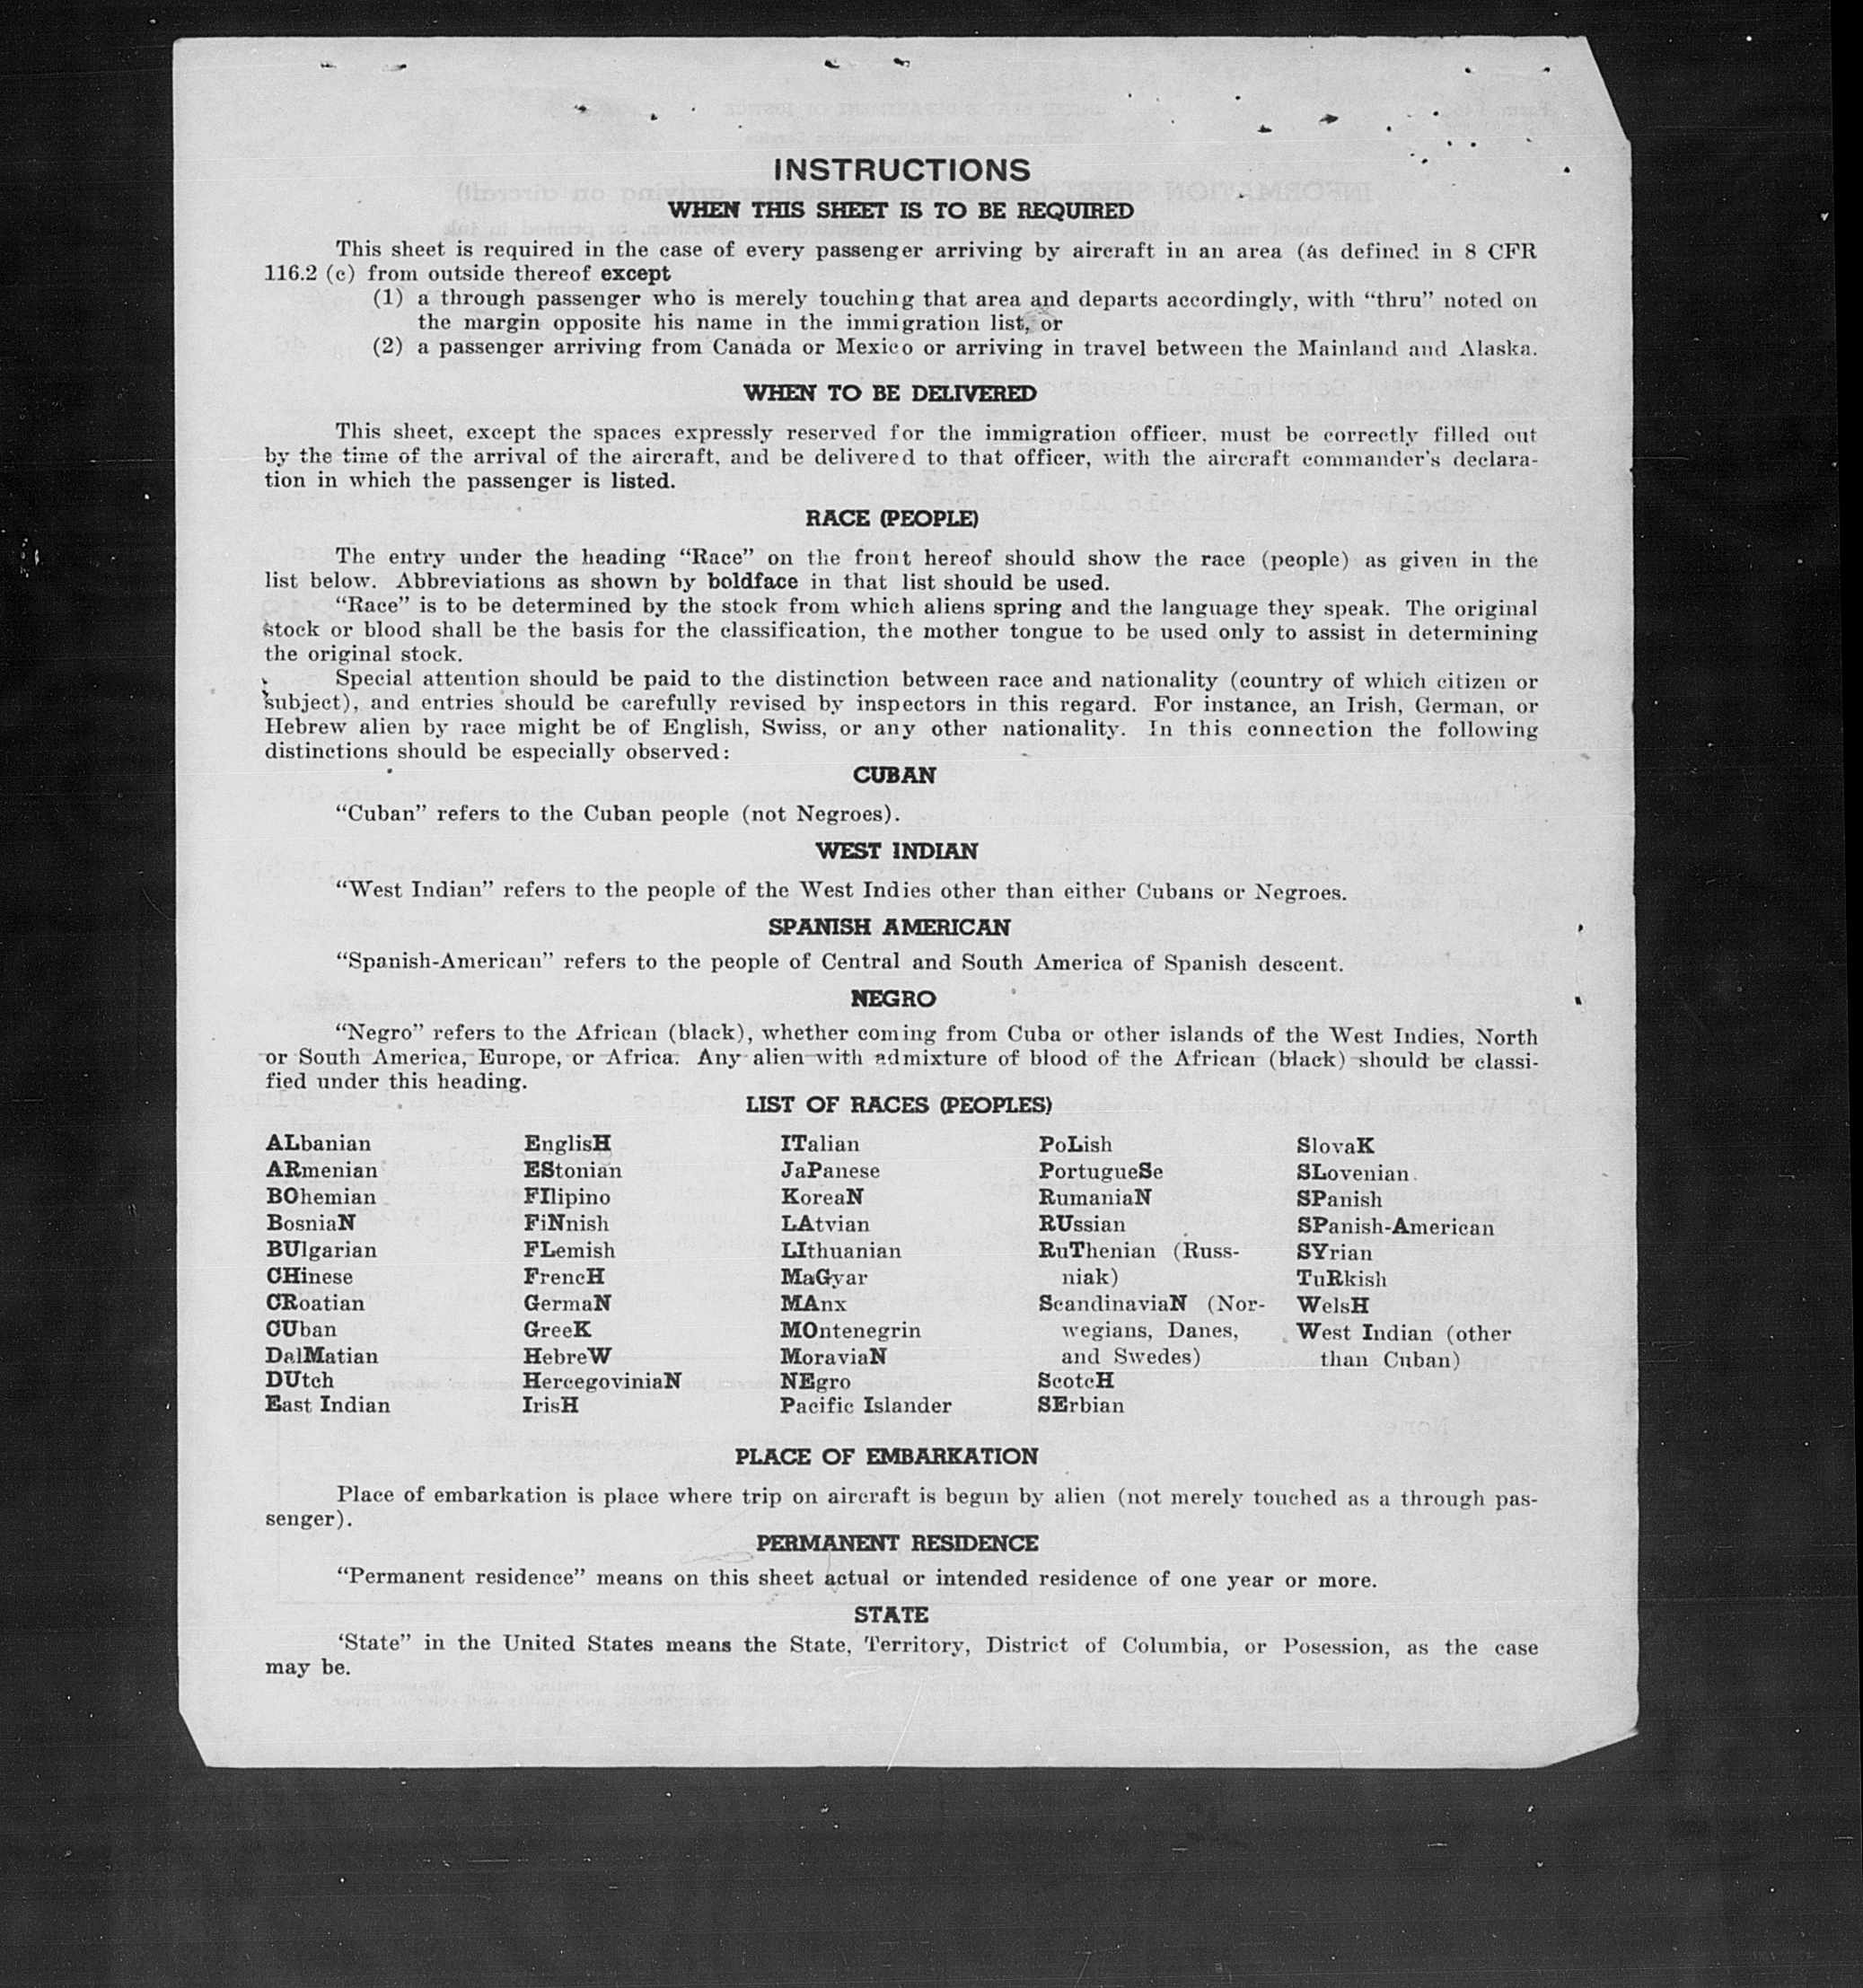 INSTRUCTIONS
WHEN THIS SHEET IS TO BE REQUIRED
This sheet is required in the case of every passenger arriving by aircraft in an area (as defined in 8 CFR
116.2 (c) from outside thereof except
(1) a through passenger who is merely touching that area and departs accordingly, with “thru” noted on
the margin opposite his name in the immigration list, or
(2) a passenger arriving from Canada or Mexico or arriving in travel between the Mainland and Alaska.
WHEN TO BE DELIVERED
This sheet, except the spaces expressly reserved for the immigration officer, must be correctly filled out
by the time of the arrival of the aircraft, and be delivered to that officer, with the aircraft commander's declara-
tion in which the passenger is listed.
RACE (PEOPLE)
The entry under the heading “Race” on the front hereof should show the race (people) as given in the
list below. Abbreviations as shown by boldface in that list should be used.
“Race” is to be determined by the stock from which aliens spring and the language they speak. The original
stock or blood shall be the basis for the classification, the mother tongue to be used only to assist in determining
the original stock.
Special attention should be paid to the distinction between race and nationality (country of which citizen or
subject), and entries should be carefully revised by inspectors in this regard. For instance, an Irish, German, or
Hebrew alien by race might be of English, Swiss, or any other nationality. In this connection the following
distinctions should be especially observed:
CUBAN
“Cuban” refers to the Cuban people (not Negroes).
WEST INDIAN
“West Indian” refers to the people of the West Indies other than either Cubans or Negroes.
SPANISH AMERICAN
“Spanish-American” refers to the people of Central and South America of Spanish descent.
NEGRO
“Negro” refers to the African (black), whether coming from Cuba or other islands of the West Indies, North
or South America, Europe, or Africa. Any alien with admixture of blood of the African (black) should be classi-
fied under this heading.
LIST OF RACES (PEOPLES)
ALbanian
ARmenian
BOhemian
BosniaN
BUlgarian
CHinese
CRoatian
CUban
DalMatian
DUtch
East Indian
EnglisH
EStonian
FIlipino
FiNnish
FLemish
FrencH
GermaN
GreeK
HebreW
HercegoviniaN
IrisH
ITalian
JaPanese
KoreaN
LAtvian
LIthuanian
MaGyar
MAnx
MOntenegrin
MoraviaN
NEgro
Pacific Islander
PoLish
PortugueSe
RumaniaN
RUssian
RuThenian (Russ-
niak)
ScandinaviaN (Nor-
wegians, Danes,
and Swedes)
ScotcH
SErbian
SlovaK
SLovenian
SPanish
SPanish-American
SYrian
TuRkish
WelsH
West Indian (other
than Cuban)
PLACE OF EMBARKATION
Place of embarkation is place where trip on aircraft is begun by alien (not merely touched as a through pas-
senger).
PERMANENT RESIDENCE
“Permanent residence” means on this sheet actual or intended residence of one year or more.
STATE
‘State” in the United States means the State, Territory, District of Columbia, or Posession, as the case
may be.